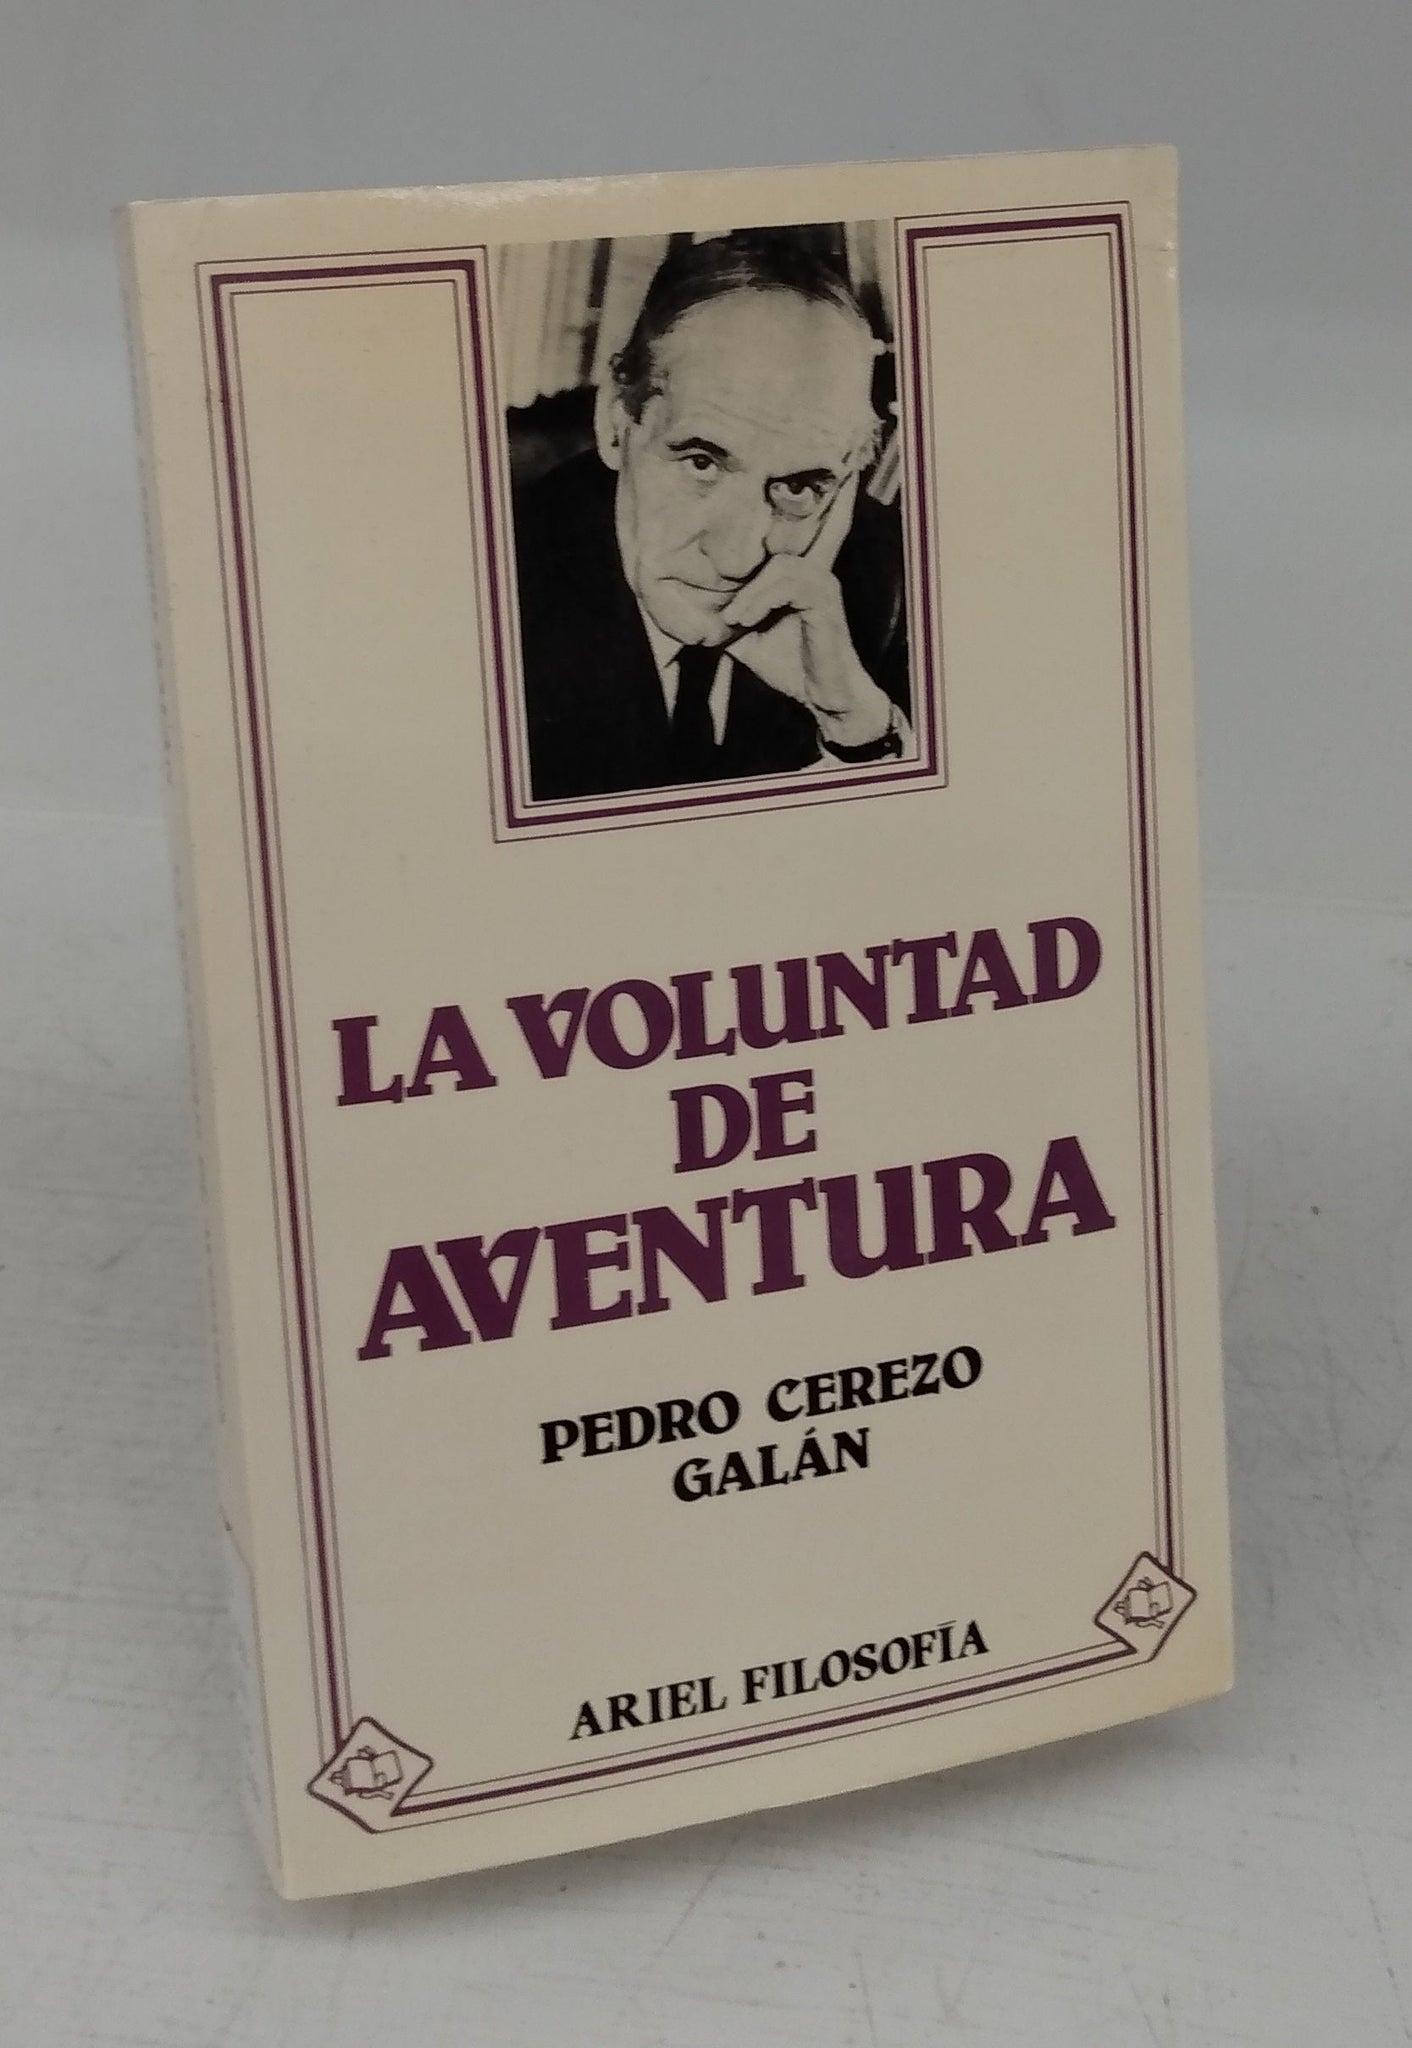 LA VOLUNTAD
DE
AVENTURA
PEDRO CEREZO
GALÁN
ARIEL FILOSOFÍA